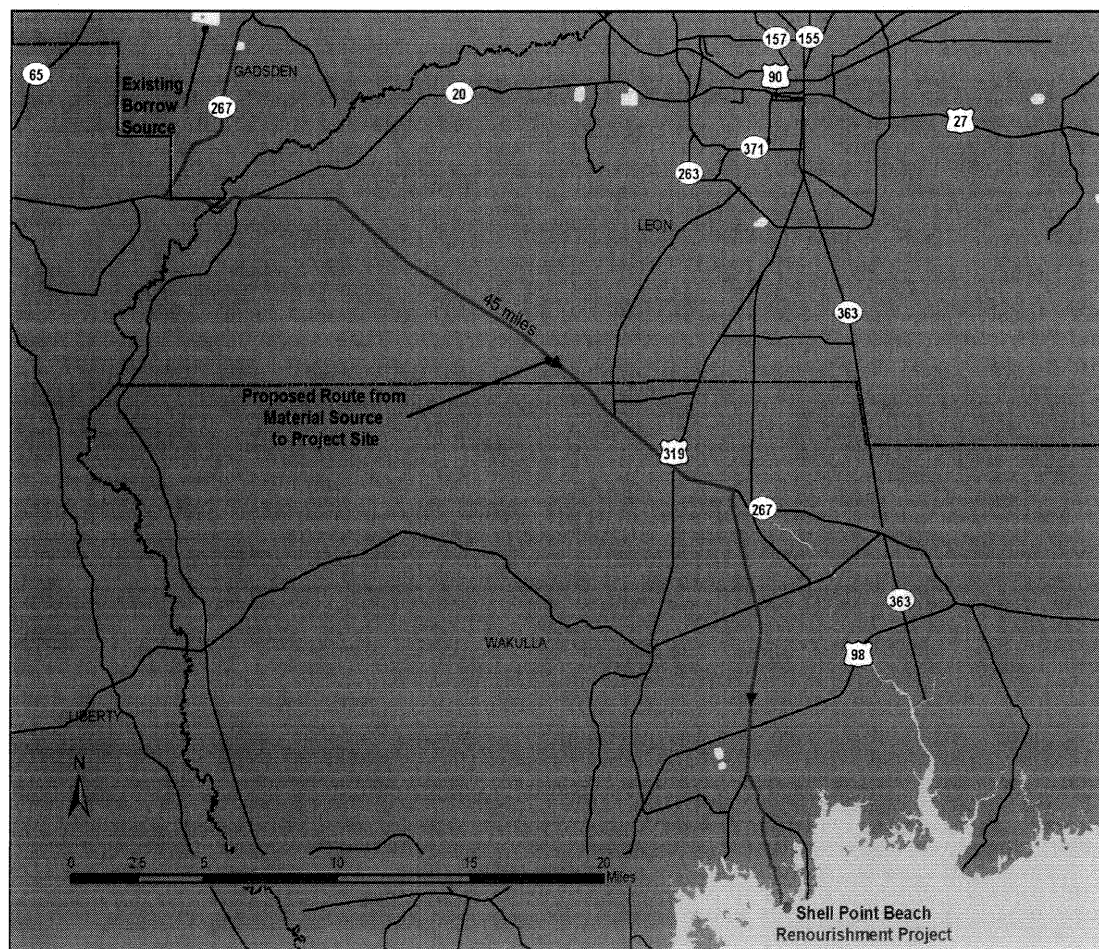 157
155
65
GADSDEN
90
Existing
Borrow
Source
20
267
27
371
263
LEON
363
45 miles
Proposed Route from
Material Source
to Project Site
319
267
363
WAKULLA
98
LIBERTY
N
0 2.5 5 10 15 20
Miles
Shell Point Beach
Renourishment Project